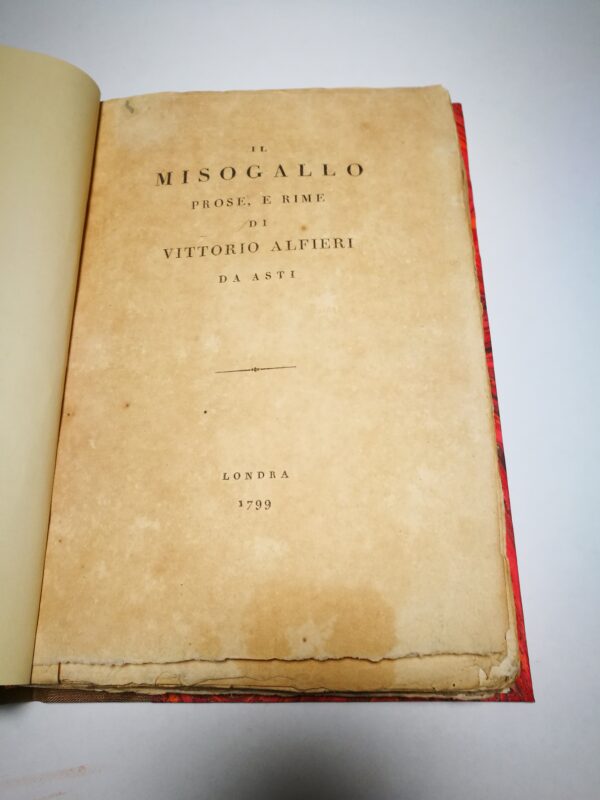 IL
MISOGALLO
PROSE, E RIME
DI
VITTORIO ALFIERI
DA ASTI
LONDRA
1799